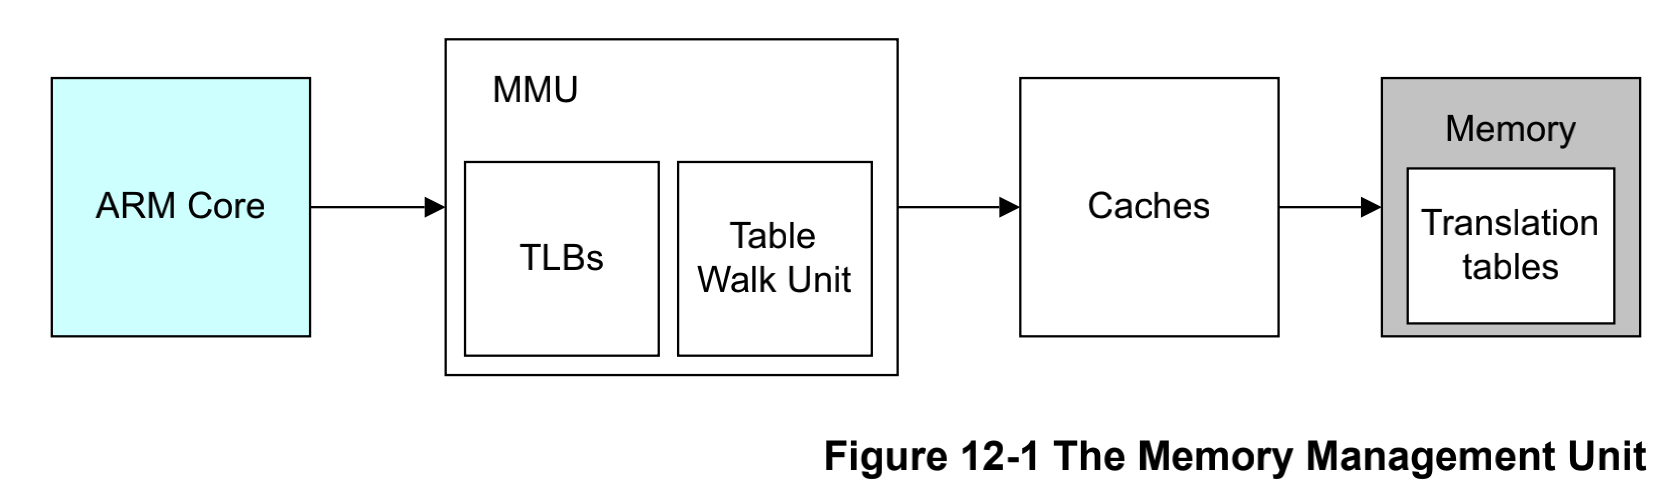 ARM Core
MMU
TLBs
Table
Walk Unit
Caches
Memory
Translation
tables
Figure 12-1 The Memory Management Unit